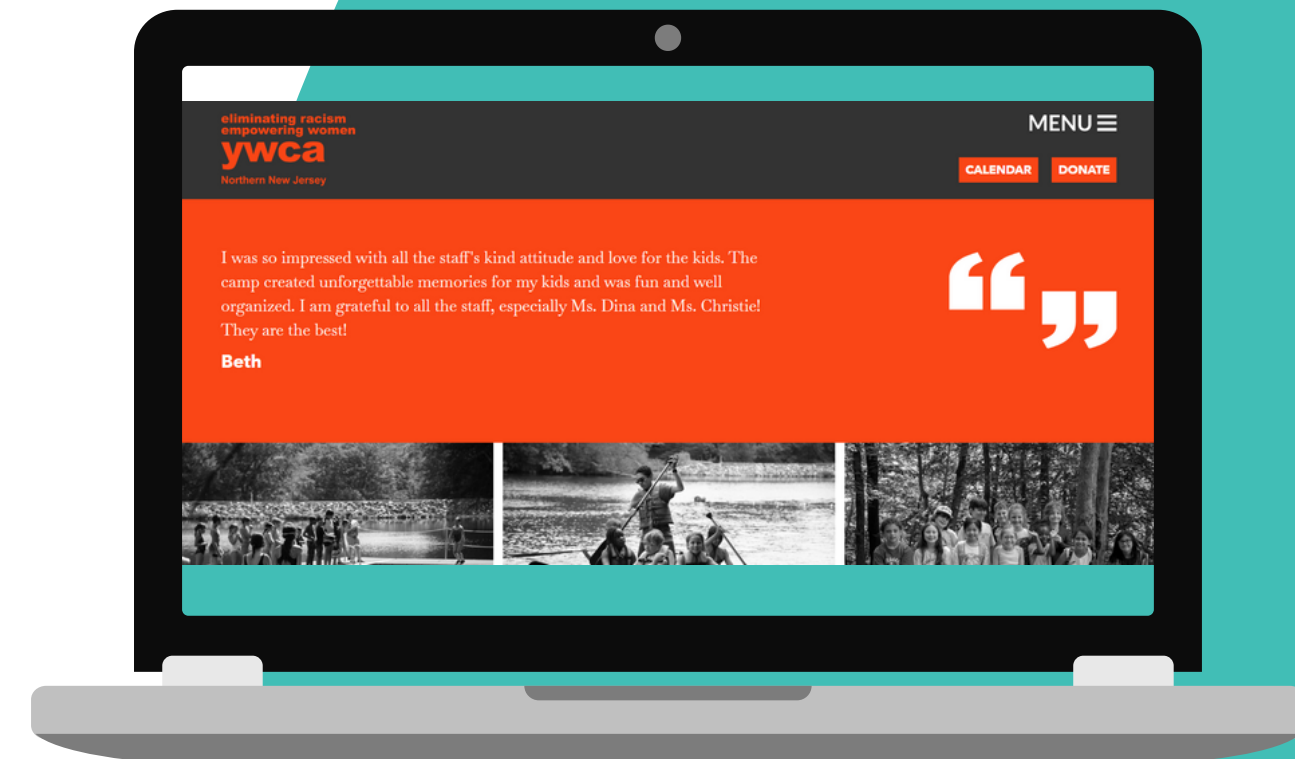 eliminating racism
empowering women
ywca
Northern New Jersey
MENU
CALENDAR DONATE
I was so impressed with all the staff's kind attitude and love for the kids. The
camp created unforgettable memories for my kids and was fun and well
organized. I am grateful to all the staff, especially Ms. Dina and Ms. Christie!
They are the best!
Beth